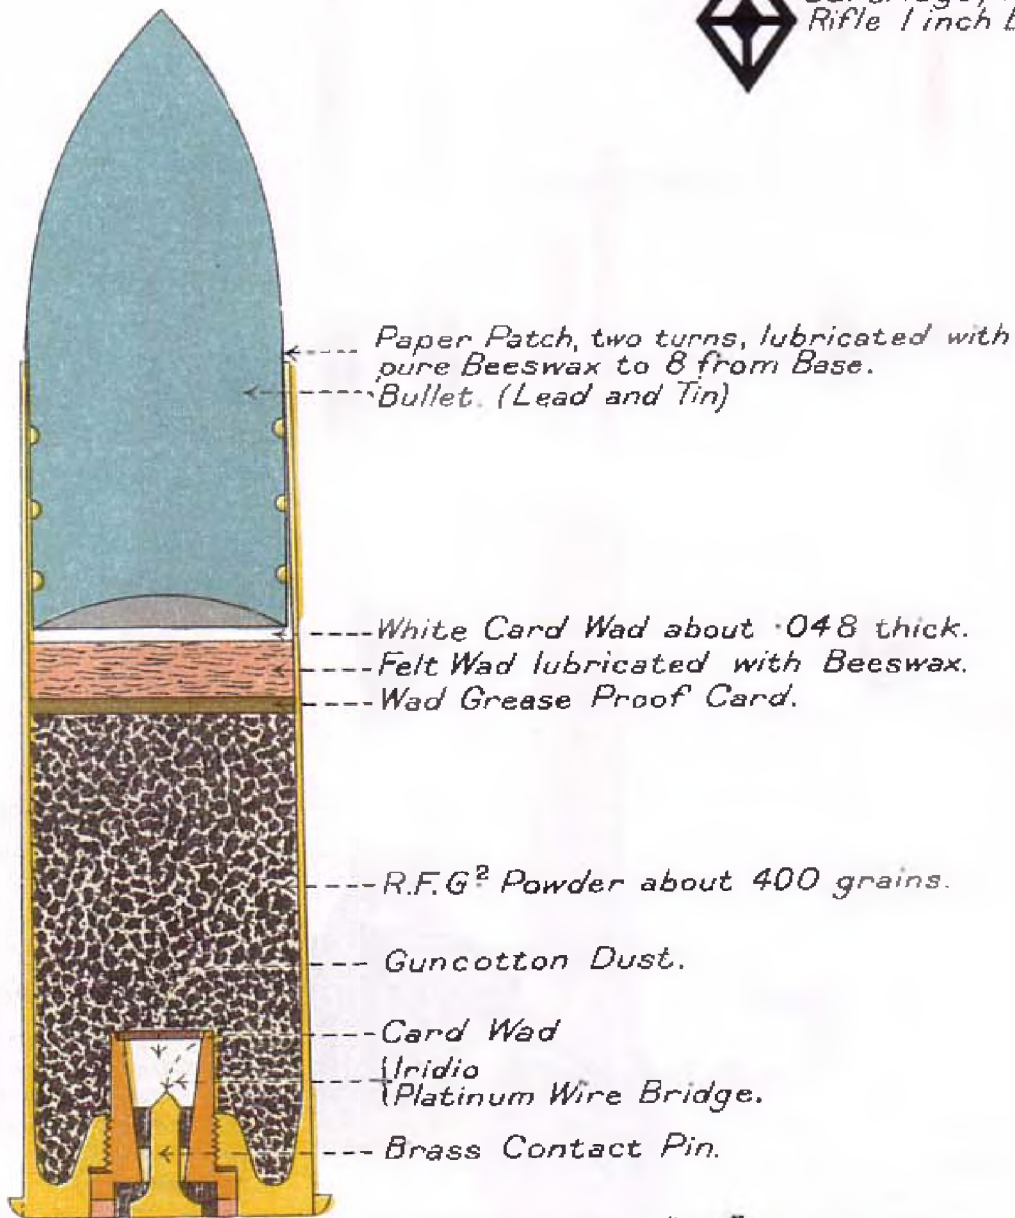 Rifle 1 inch
Paper Patch, two turns, lubricated with
pure Beeswax to 8 from Base.
Bullet. (Lead and Tin)
White Card Wad about ·048 thick.
Felt Wad lubricated with Beeswax.
Wad Grease Proof Card.
R.F.G² Powder about 400 grains.
Guncotton Dust.
Card Wad
Iridio
Platinum Wire Bridge.
Brass Contact Pin.